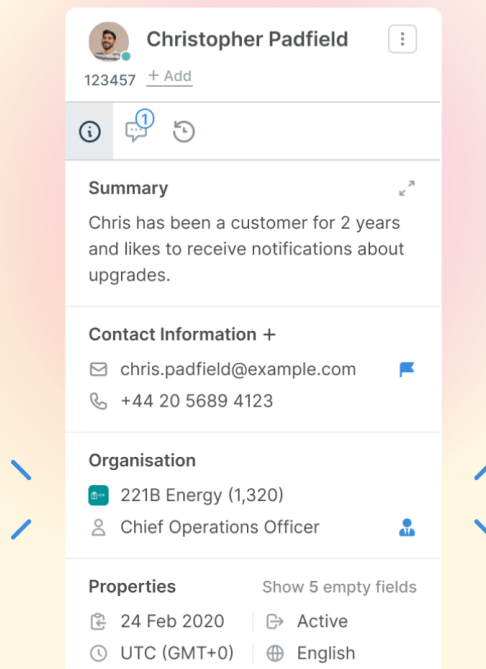 Christopher Padfield
123457 + Add
1
Summary
Chris has been a customer for 2 years
and likes to receive notifications about
upgrades.
Contact Information +
chris.padfield@example.com
+44 20 5689 4123
Organisation
221B Energy (1,320)
Chief Operations Officer
Properties Show 5 empty fields
24 Feb 2020 Active
UTC (GMT+0) English